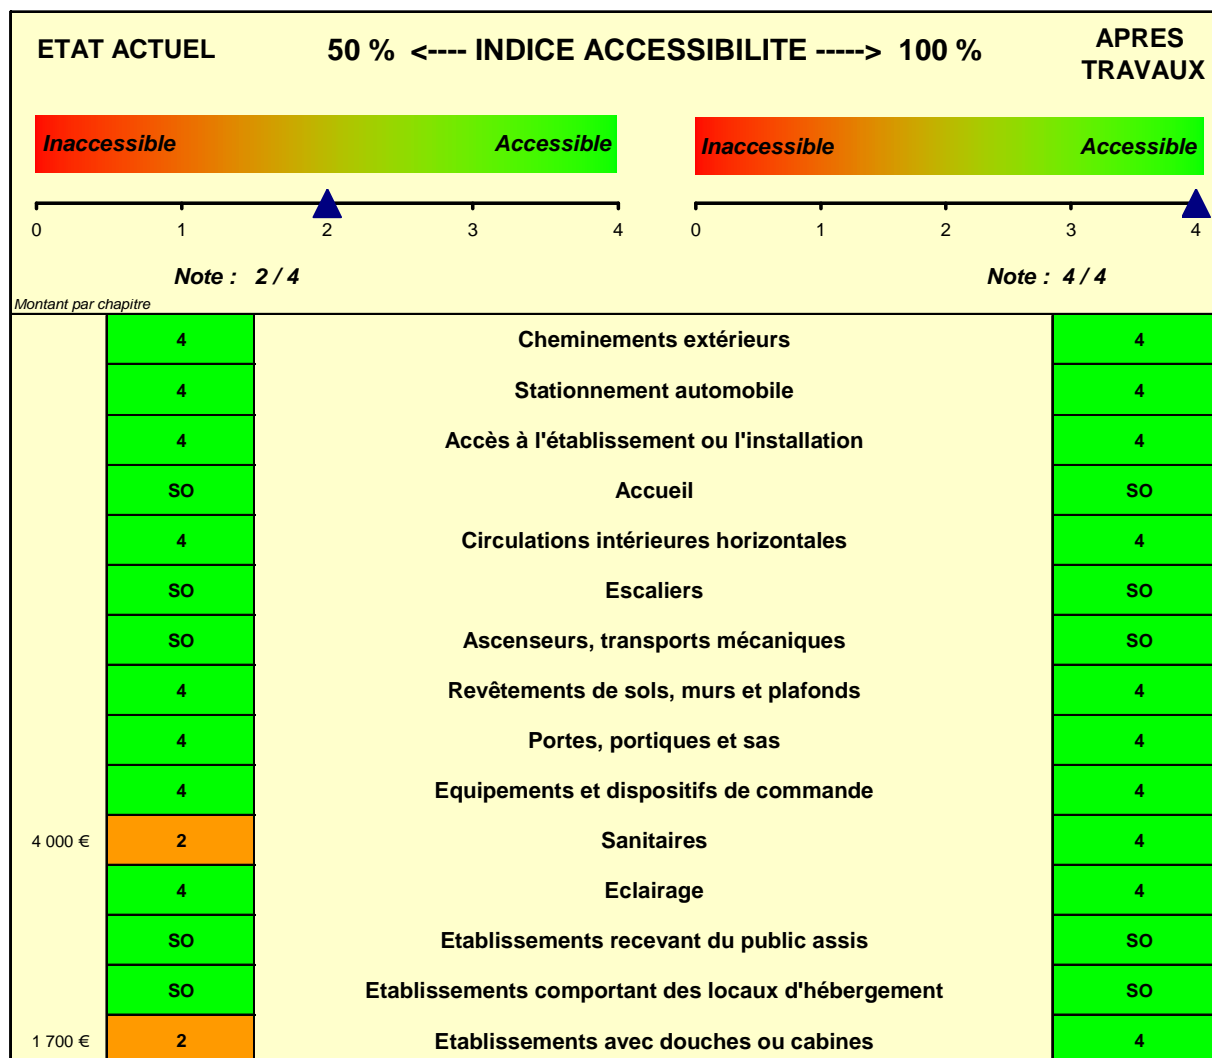 ETAT ACTUEL 50 % <---- INDICE ACCESSIBILITE -----> 100 % APRES TRAVAUX
Inaccessible Accessible Inaccessible Accessible
0 1 2 3 4 0 1 2 3 4
Note : 2 / 4 Note : 4 / 4
Montant par chapitre
4 Cheminements extérieurs 4
4 Stationnement automobile 4
4 Accès à l'établissement ou l'installation 4
SO Accueil SO
4 Circulations intérieures horizontales 4
SO Escaliers SO
SO Ascenseurs, transports mécaniques SO
4 Revêtements de sols, murs et plafonds 4
4 Portes, portiques et sas 4
4 Equipements et dispositifs de commande 4
4 000 € 2 Sanitaires 4
4 Eclairage 4
SO Etablissements recevant du public assis SO
SO Etablissements comportant des locaux d'hébergement SO
1 700 € 2 Etablissements avec douches ou cabines 4